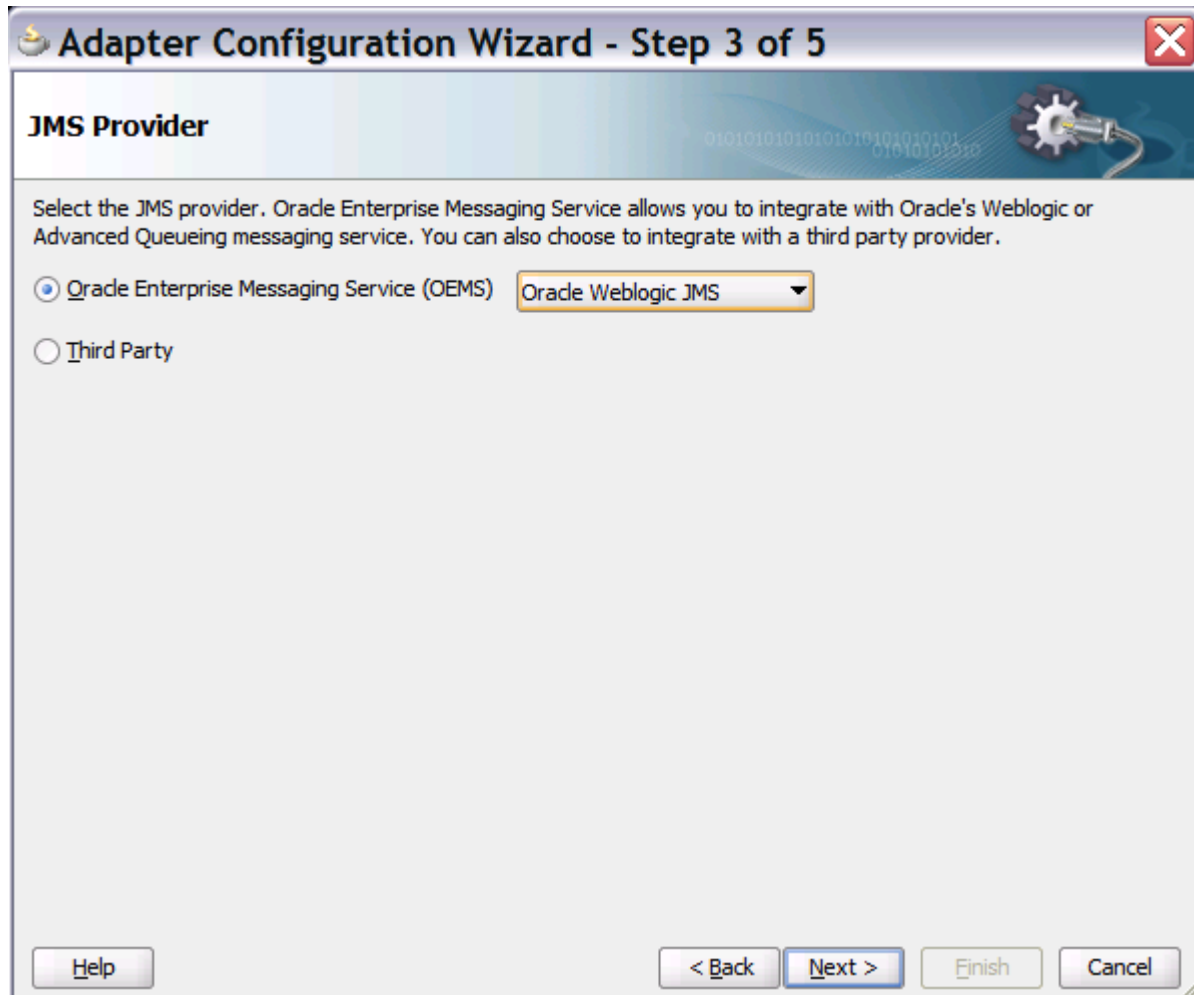 Adapter Configuration Wizard - Step 3 of 5
JMS Provider
0101010101010101010101010101
01010101010
Select the JMS provider. Oracle Enterprise Messaging Service allows you to integrate with Oracle's Weblogic or
Advanced Queueing messaging service. You can also choose to integrate with a third party provider.
Oracle Enterprise Messaging Service (OEMS) Oracle Weblogic JMS
Third Party
Help < Back Next > Finish Cancel